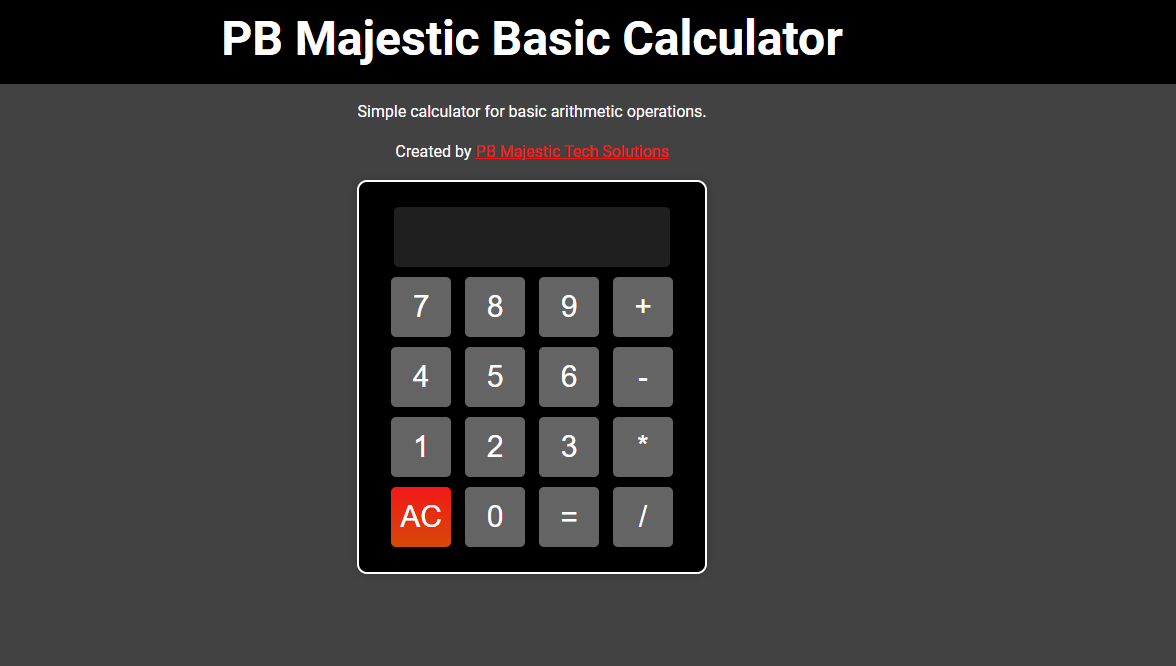 PB Majestic Basic Calculator
Simple calculator for basic arithmetic operations.
Created by PB Majestic Tech Solutions
7 8 9 +
4 5 6 -
1 2 3 *
AC 0 = /